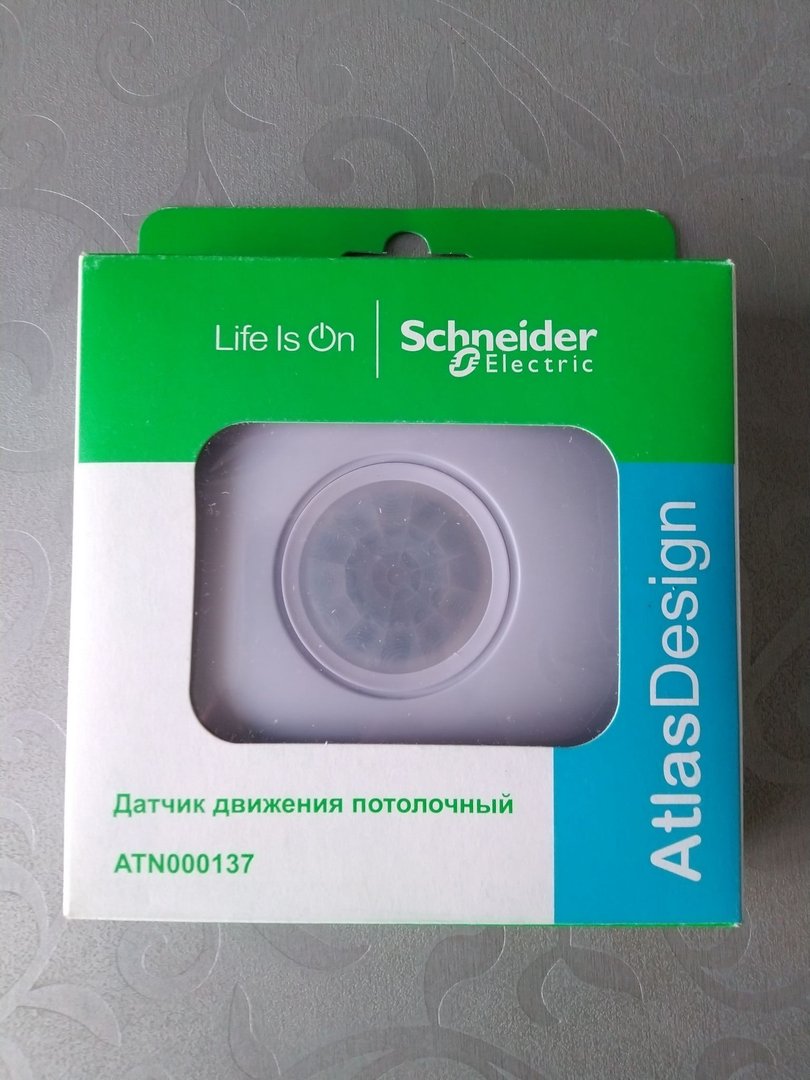 Life Is On
Schneider
Electric
AtlasDesign
Датчик движения потолочный
ATN000137